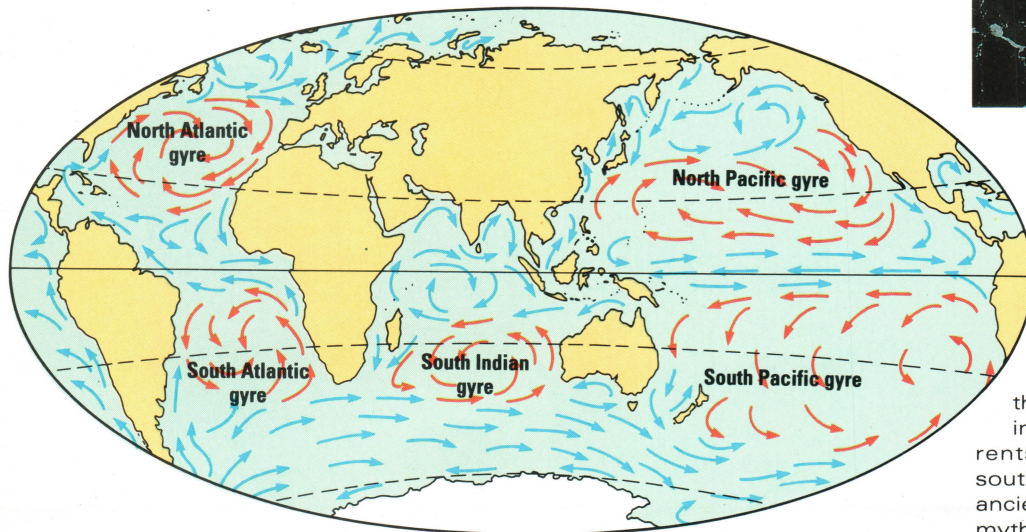 North Atlantic
gyre
North Pacific gyre
South Atlantic
gyre
South Indian
gyre
South Pacific gyre
th
in
rents
south
ancie
myth